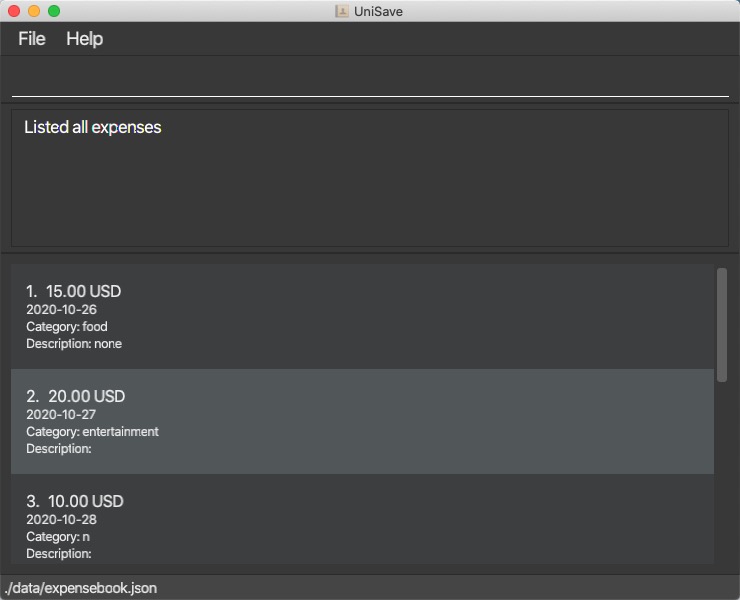 UniSave
File Help
Listed all expenses
1. 15.00 USD
2020-10-26
Category: food
Description: none
2. 20.00 USD
2020-10-27
Category: entertainment
Description:
3. 10.00 USD
2020-10-28
Category: n
Description:
./data/expensebook.json